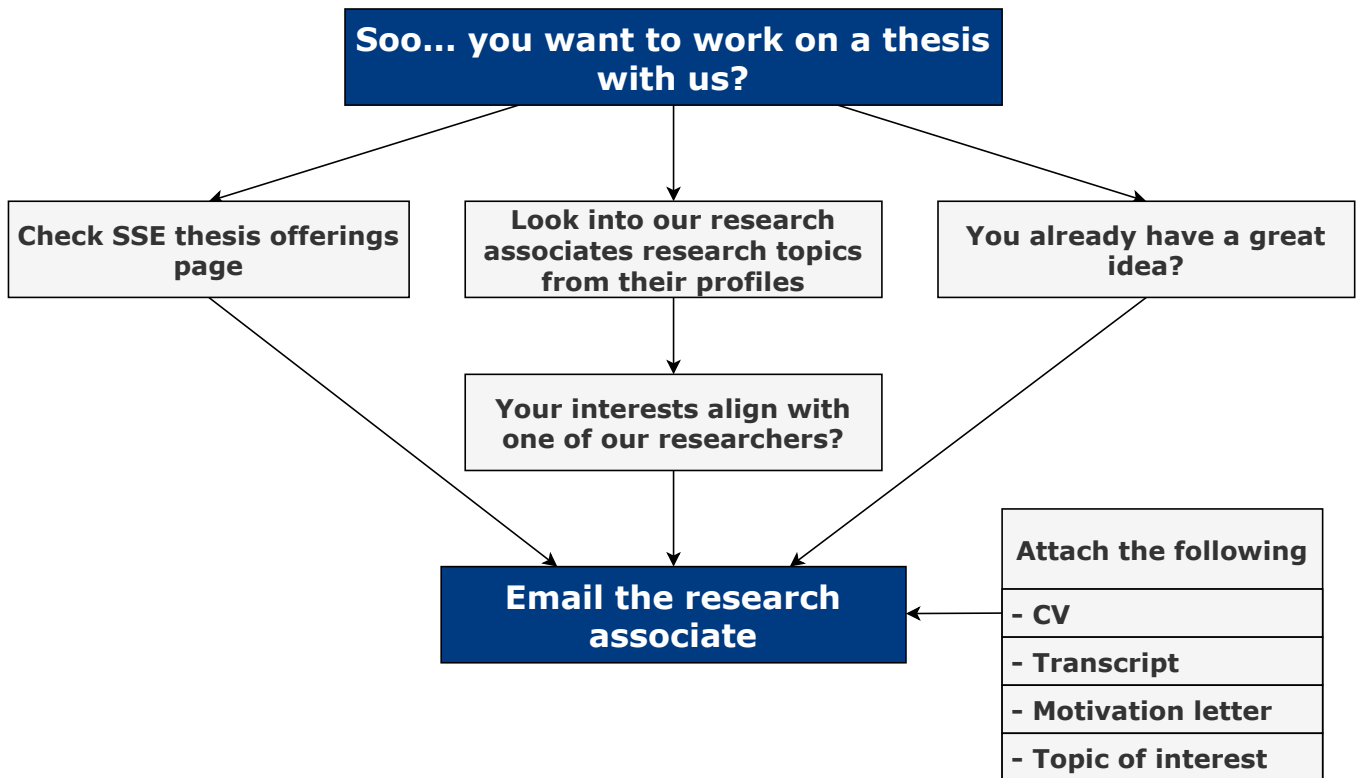 Soo... you want to work on a thesis
with us?
Check SSE thesis offerings
page
Look into our research
associates research topics
from their profiles
You already have a great
idea?
Your interests align with
one of our researchers?
Email the research
associate
Attach the following
- CV
- Transcript
- Motivation letter
- Topic of interest